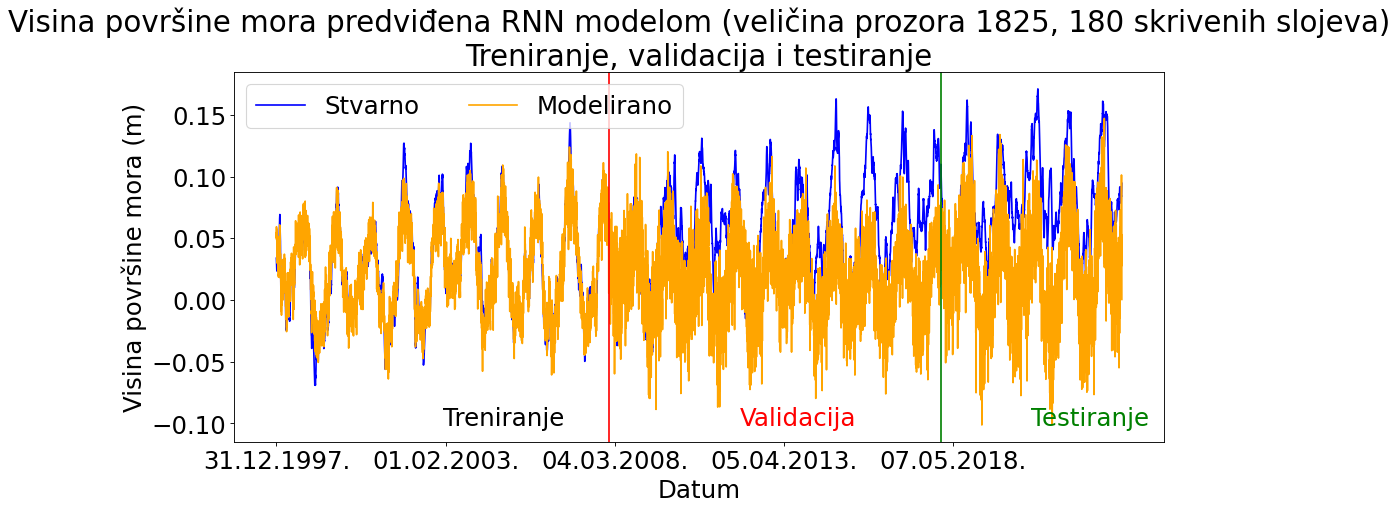 Visina površine mora predviđena RNN modelom (veličina prozora 1825, 180 skrivenih slojeva)
Treniranje, validacija i testiranje
Stvarno Modelirano
Visina površine mora (m)
0.15
0.10
0.05
0.00
−0.05
−0.10
Treniranje Validacija Testiranje
31.12.1997. 01.02.2003. 04.03.2008. 05.04.2013. 07.05.2018.
Datum